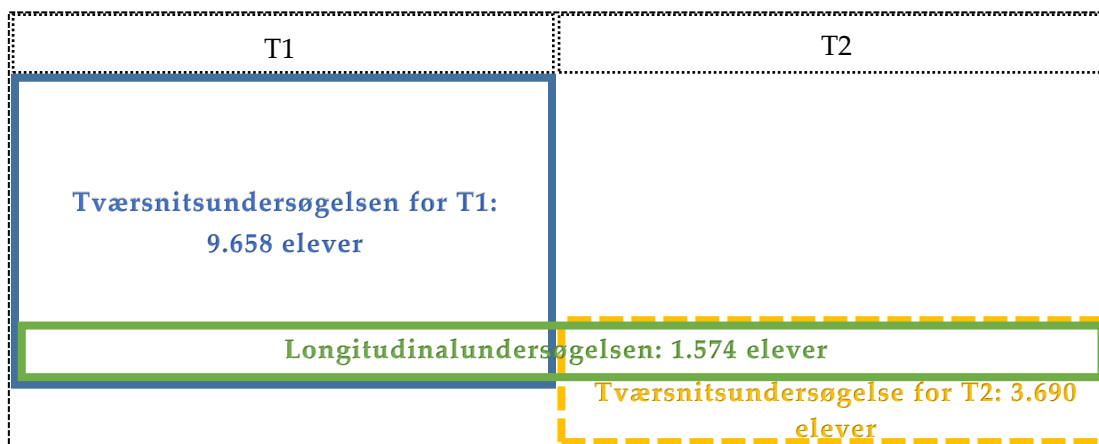 T1
T2
Tværsnitsundersøgelsen for T1:
9.658 elever
Longitudinalundersøgelsen: 1.574 elever
Tværsnitsundersøgelse for T2: 3.690
elever